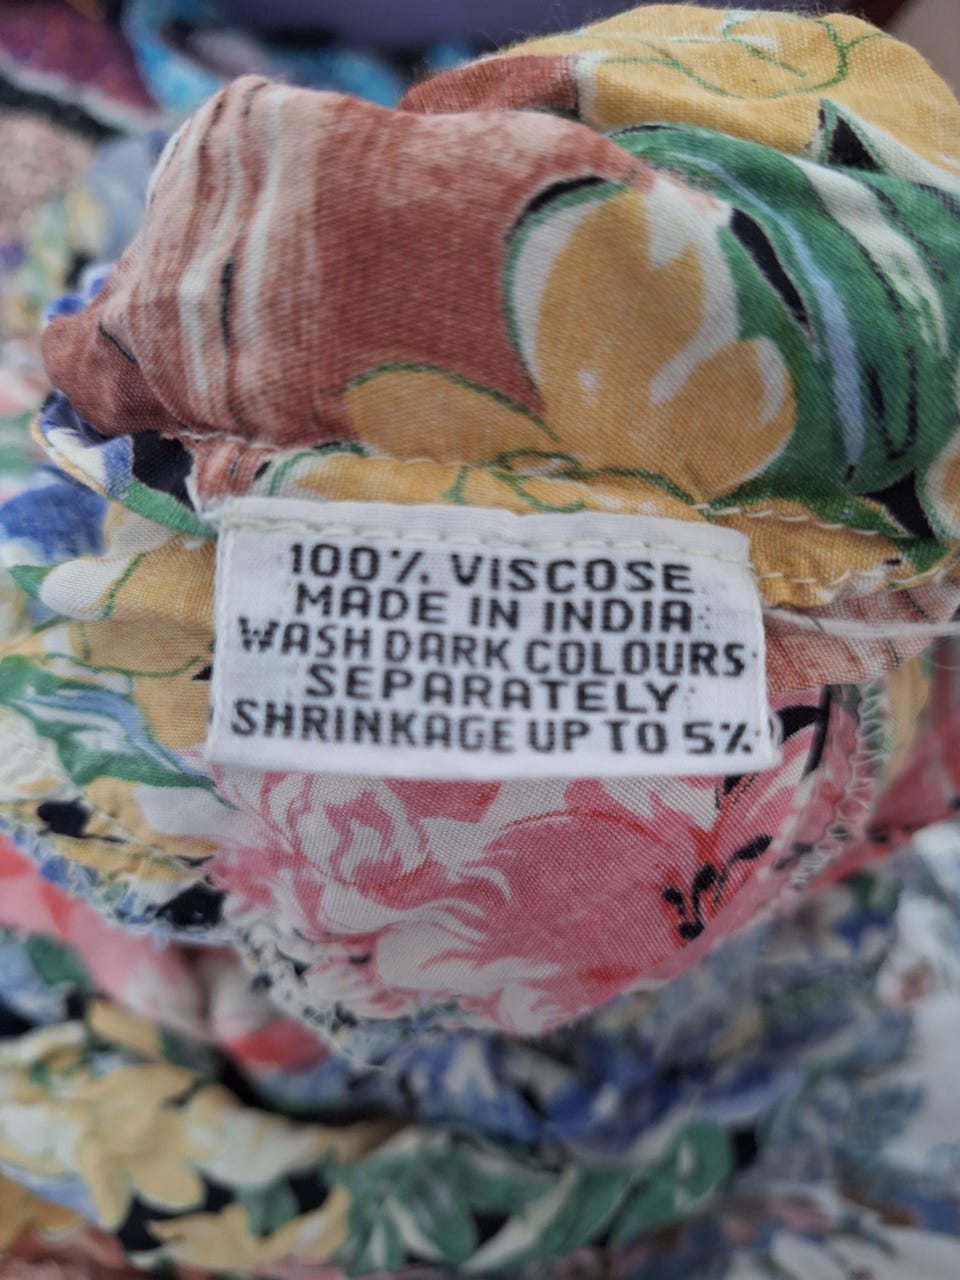 100% VISCOSE
MADE IN INDIA
WASH DARK COLOURS
SEPARATELY
SHRINKAGE UP TO 5%